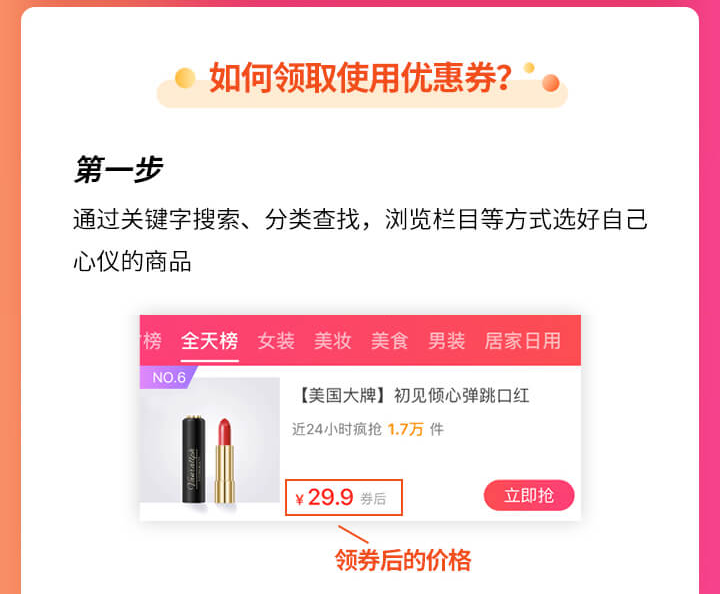 如何领取使用优惠券？
第一步
通过关键字搜索、分类查找，浏览栏目等方式选好自己
心仪的商品
榜 全天榜 女装 美妆 美食 男装 居家日用
NO.6
【美国大牌】初见倾心弹跳口红
近24小时疯抢 1.7万 件
¥29.9 券后
立即抢
领券后的价格